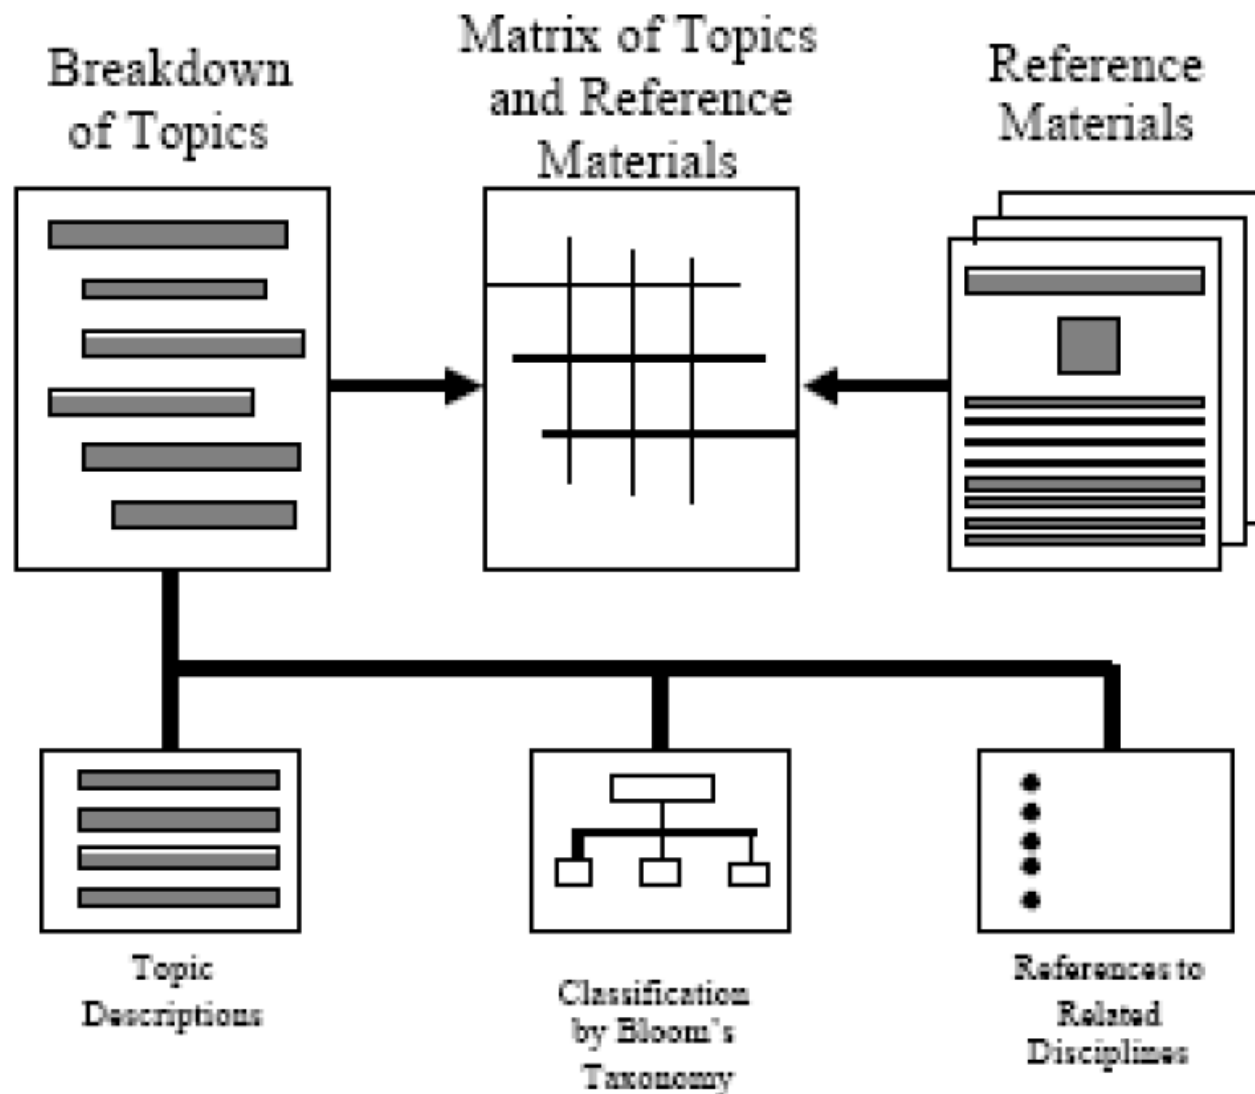 Breakdown
of Topics
Matrix of Topics
and Reference
Materials
Reference
Materials
Topic
Descriptions
Classification
by Bloom`s
Taxonomy
References to
Related
Disciplines